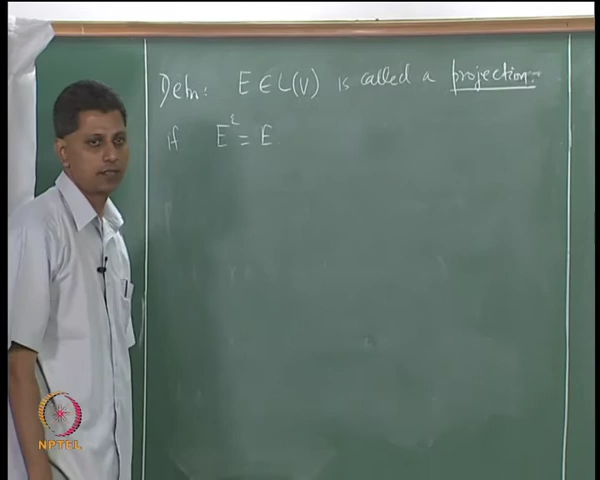 Defn: E ∈ L(V) is called a projection
if E² = E
NPTEL